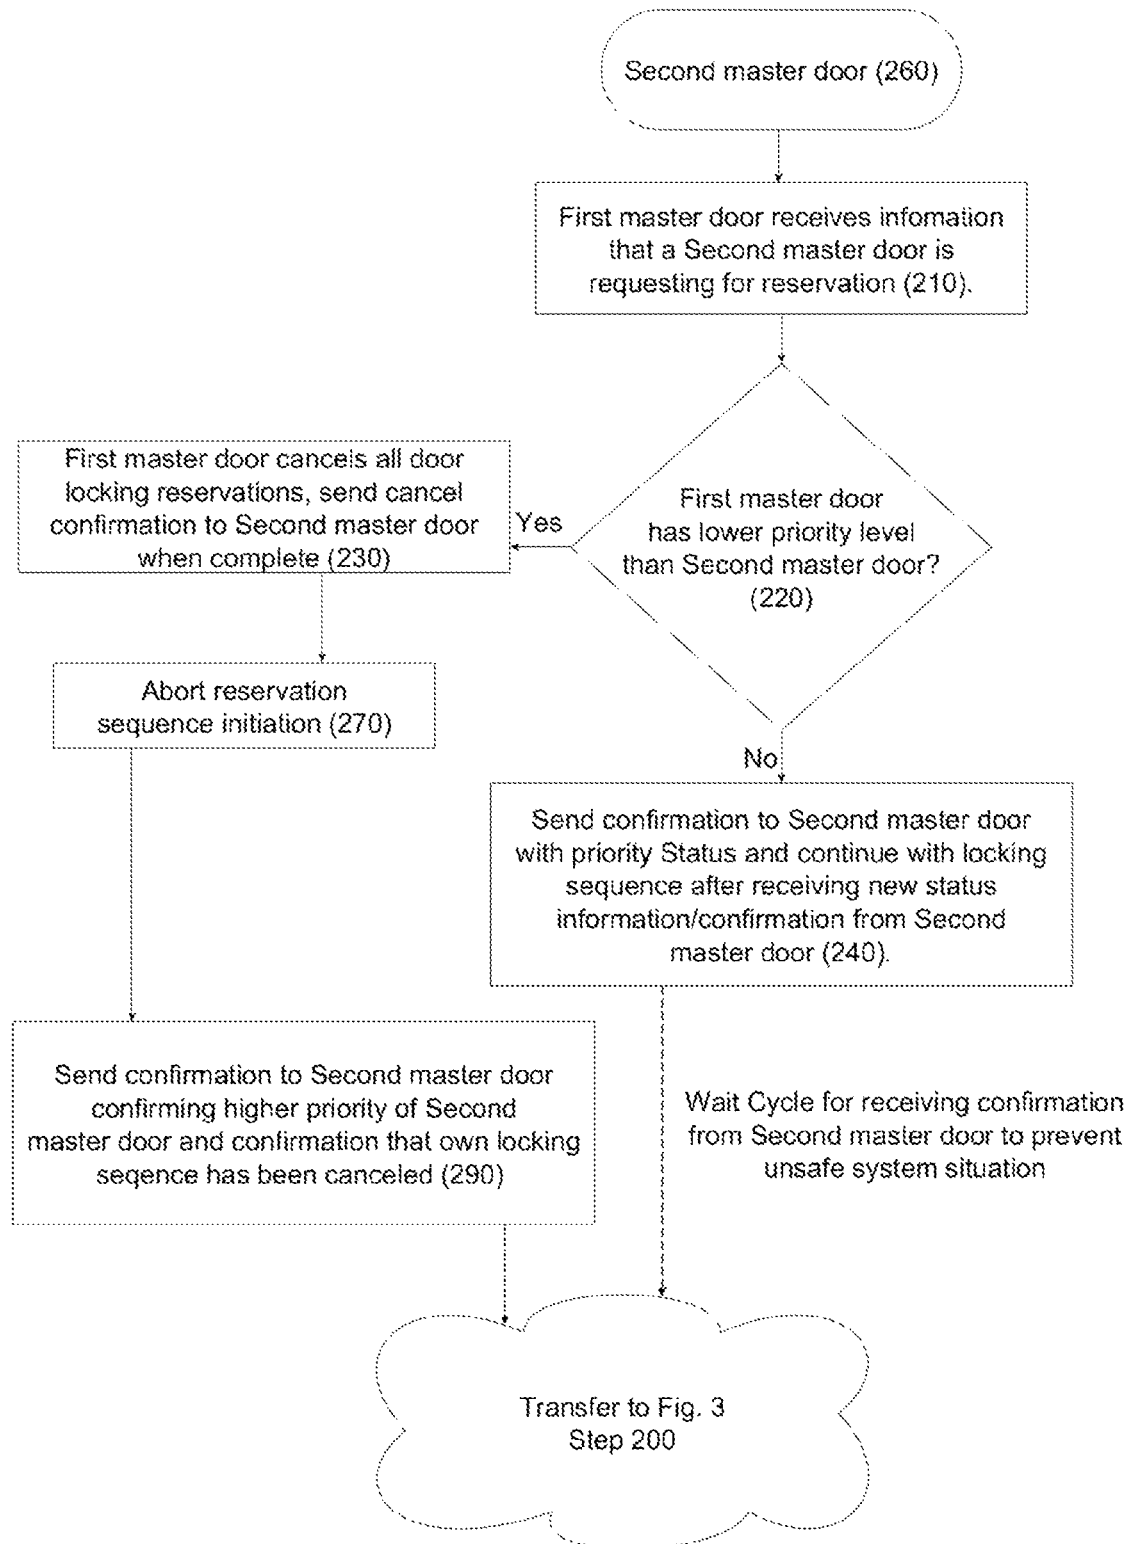 Second master door (260)
First master door receives infomation
that a Second master door is
requesting for reservation (210).
First master door cancels all door
locking reservations, send cancel
confirmation to Second master door
when complete (230)
Yes
First master door
has lower priority level
than Second master door?
(220)
Abort reservation
sequence initiation (270)
No
Send confirmation to Second master door
with priority Status and continue with locking
sequence after receiving new status
information/confirmation from Second
master door (240).
Send confirmation to Second master door
confirming higher priority of Second
master door and confirmation that own locking
seqence has been canceled (290)
Wait Cycle for receiving confirmation
from Second master door to prevent
unsafe system situation
Transfer to Fig. 3
Step 200